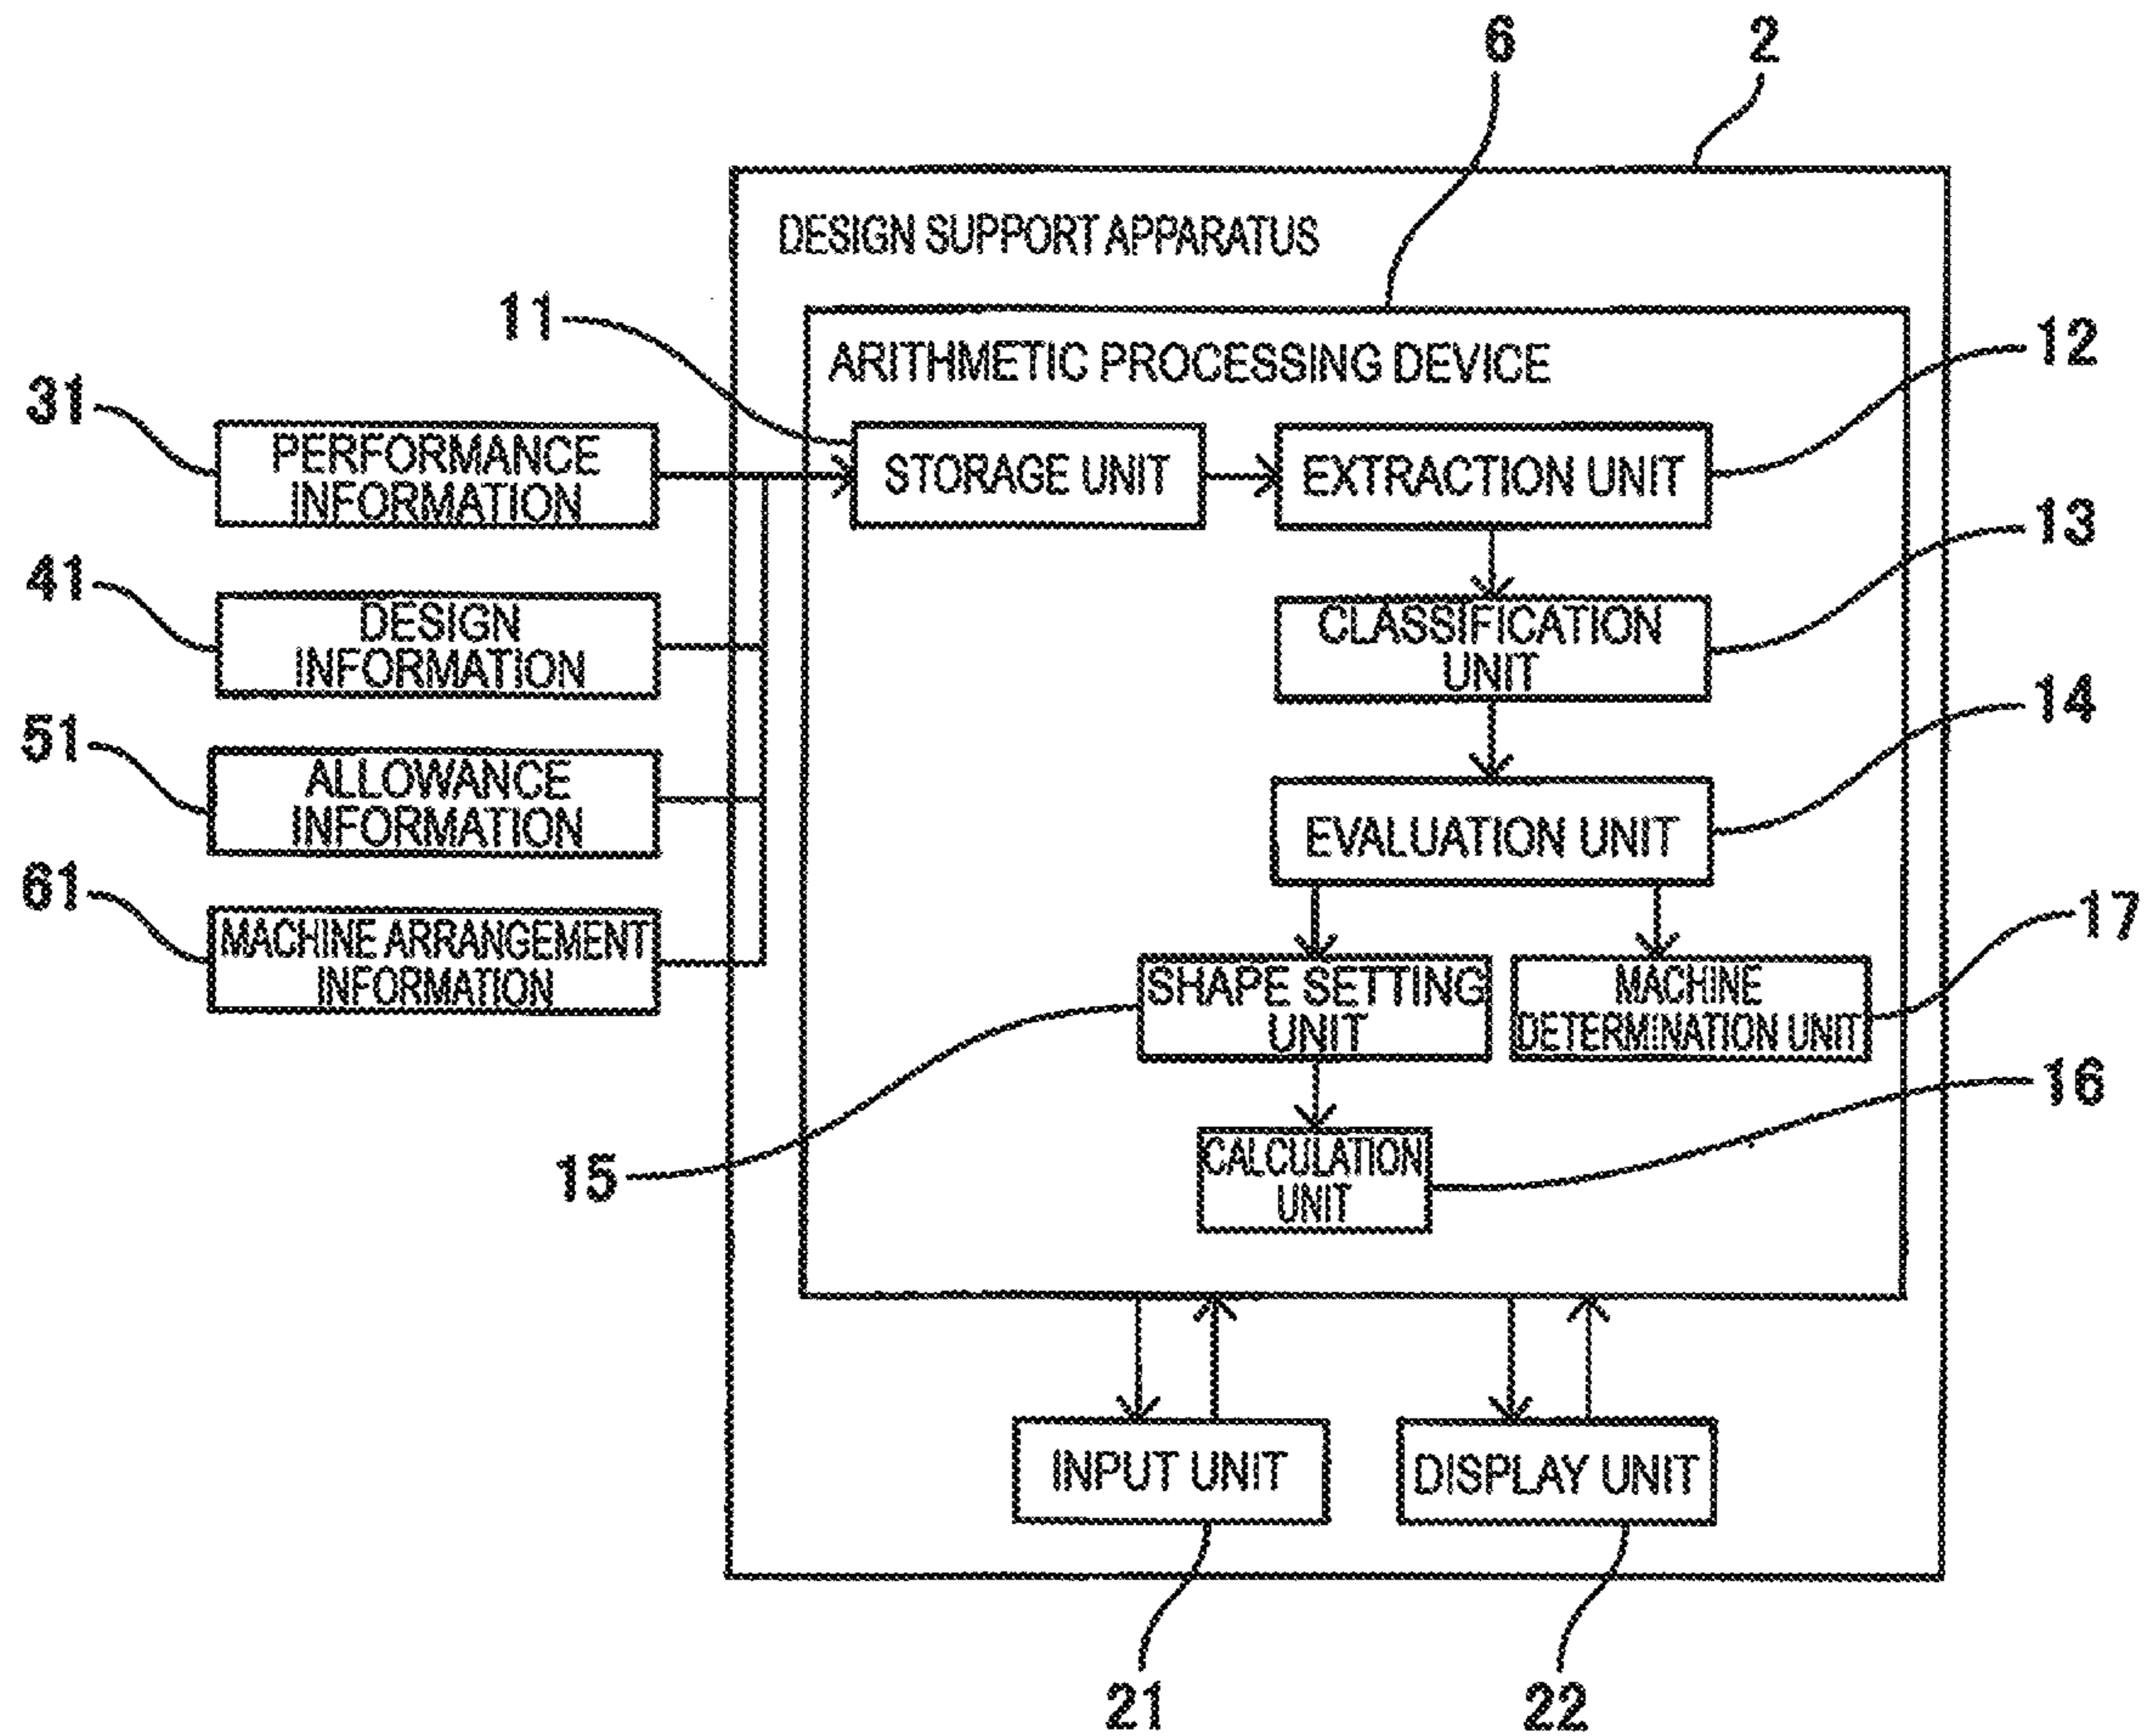 6
2
DESIGN SUPPORT APPARATUS
11
ARITHMETIC PROCESSING DEVICE
12
31
PERFORMANCE
INFORMATION
STORAGE UNIT
EXTRACTION UNIT
13
41
DESIGN
INFORMATION
CLASSIFICATION
UNIT
14
51
ALLOWANCE
INFORMATION
EVALUATION UNIT
61
MACHINE ARRANGEMENT
INFORMATION
17
SHAPE SETTING
UNIT
MACHINE
DETERMINATION UNIT
16
15
CALCULATION
UNIT
INPUT UNIT
DISPLAY UNIT
21
22